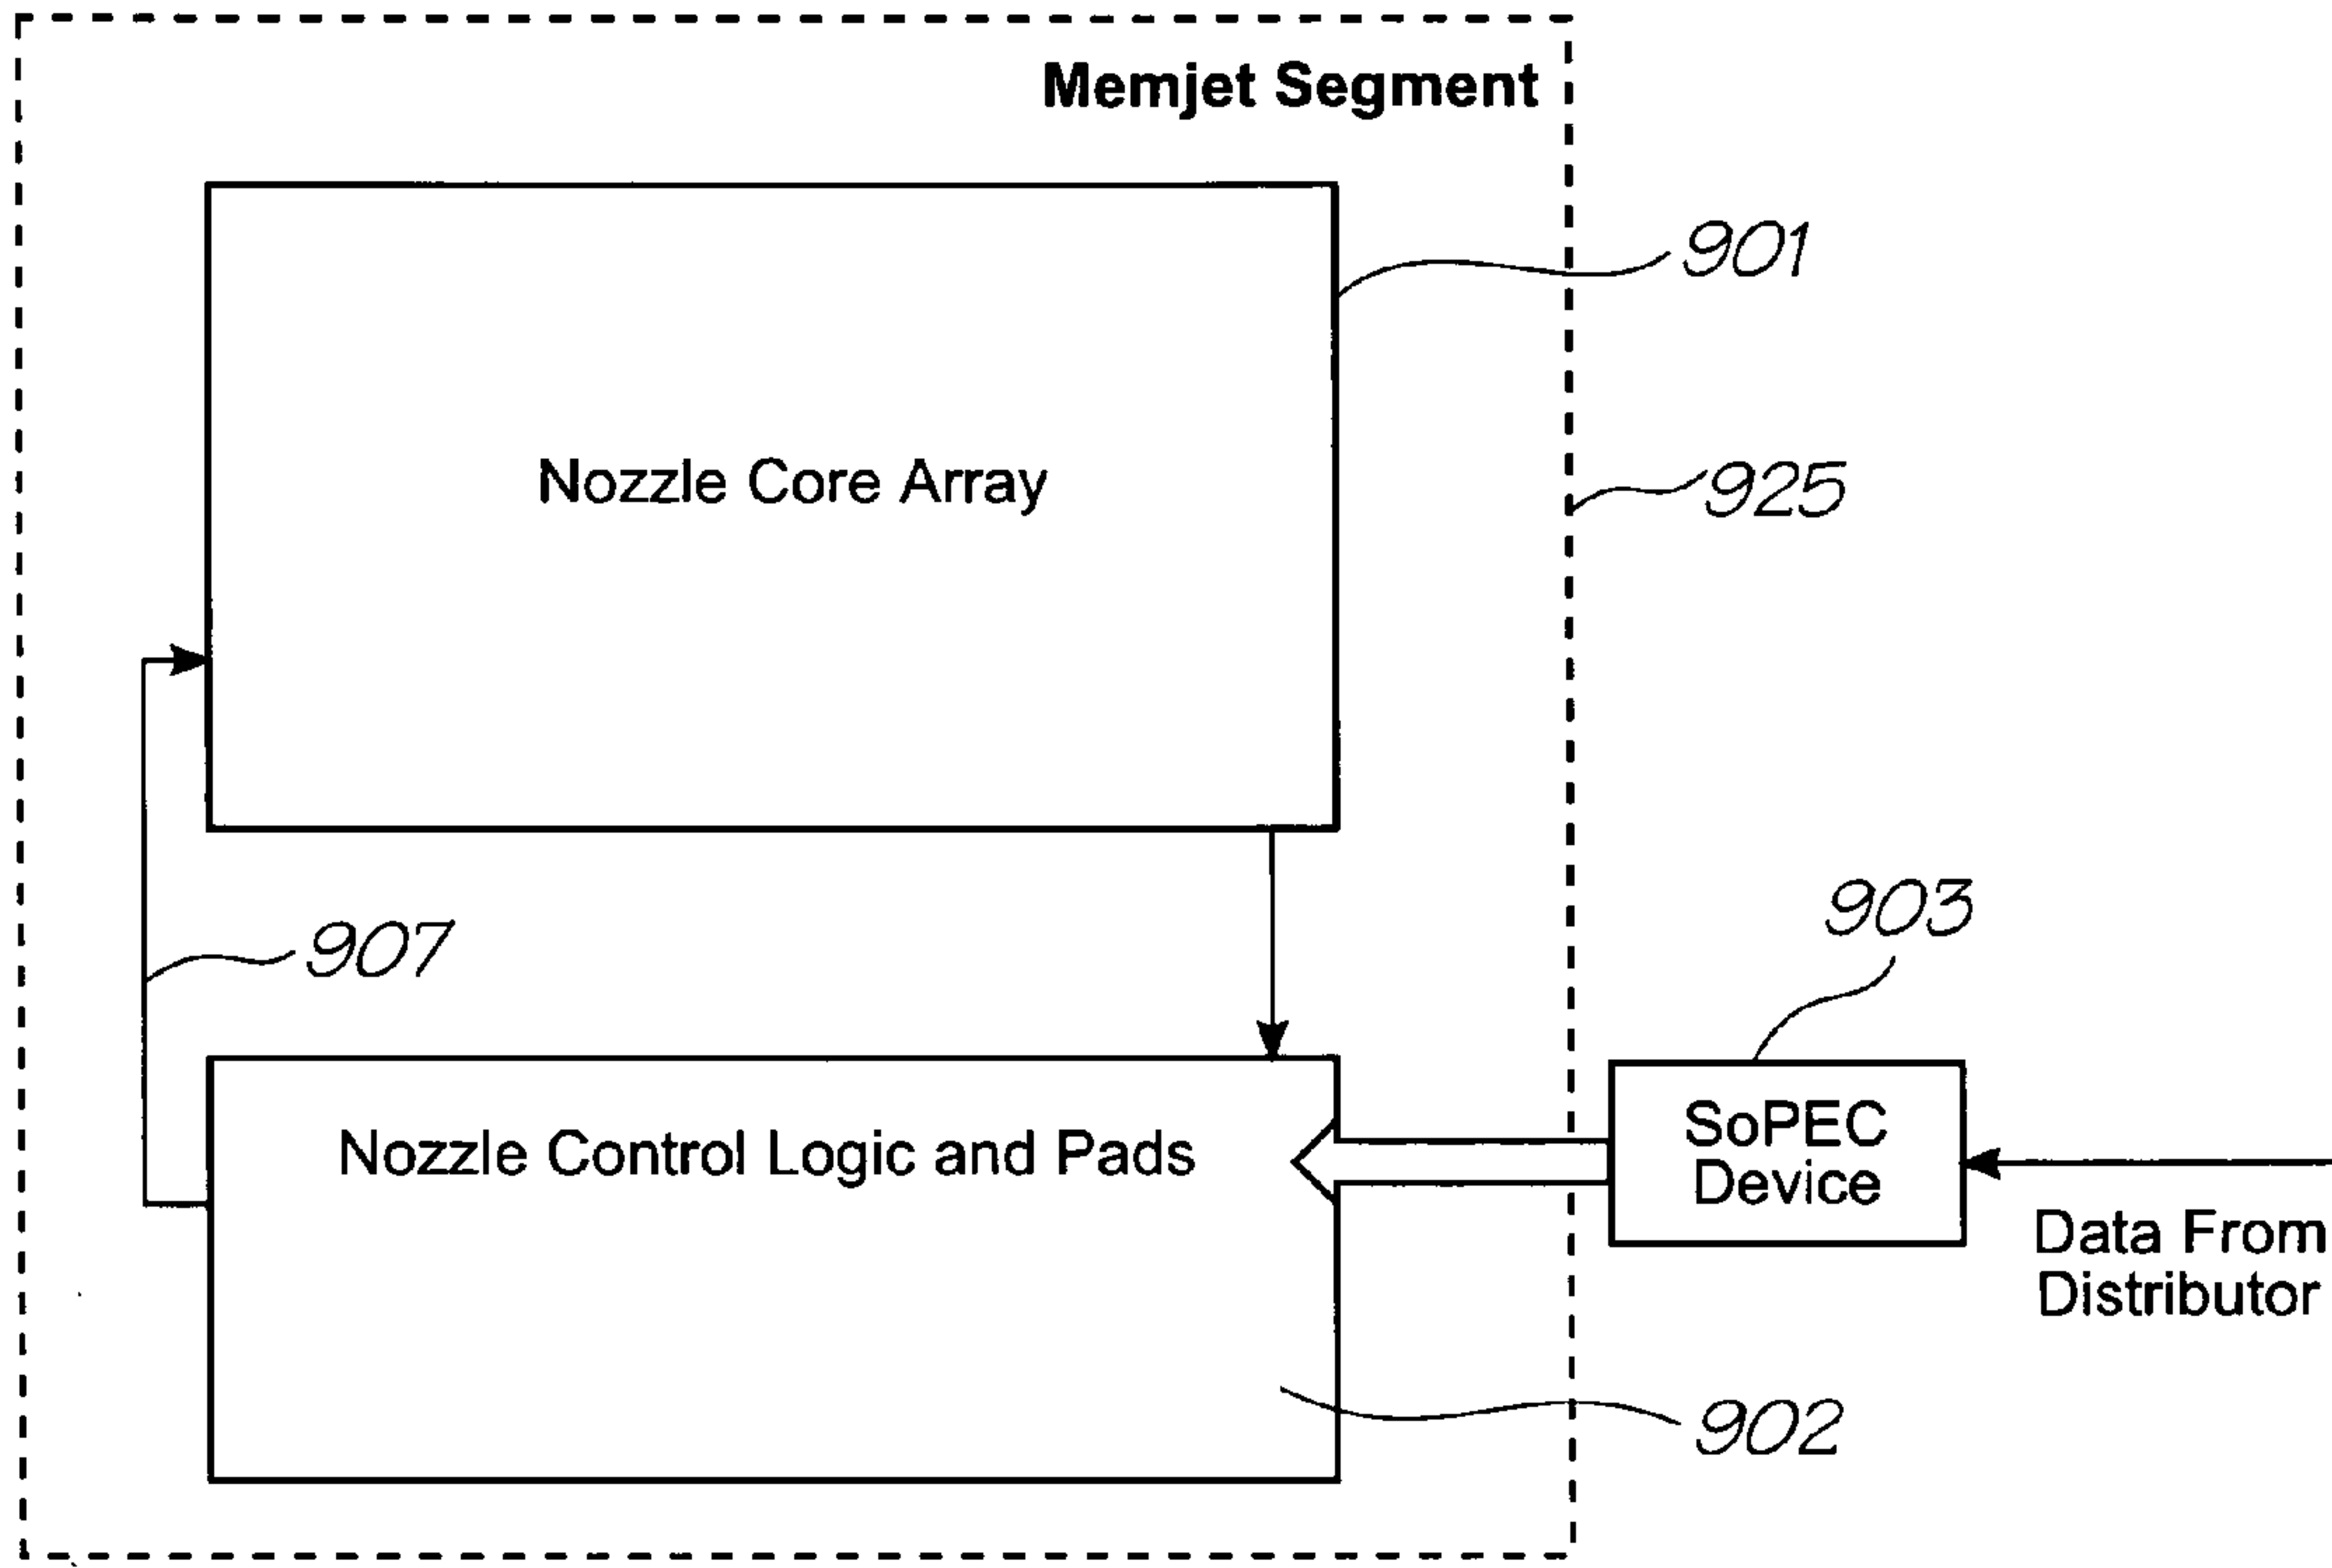 Memjet Segment
901
Nozzle Core Array
925
903
907
SoPEC
Device
Nozzle Control Logic and Pads
Data From
Distributor
902